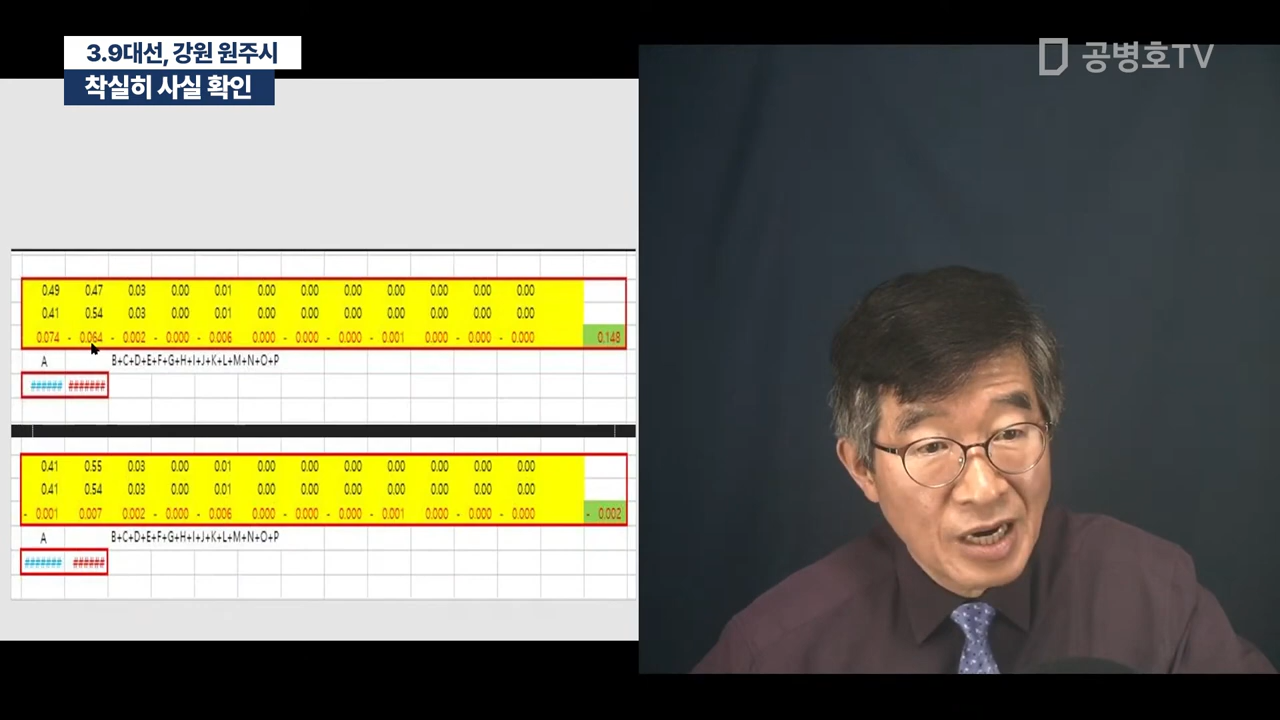 3.9대선, 강원 원주시
착실히 사실 확인
공병호TV
0.49 0.47 0.03 0.00 0.01 0.00 0.00 0.00 0.00 0.00 0.00 0.00
0.41 0.54 0.03 0.00 0.01 0.00 0.00 0.00 0.00 0.00 0.00 0.00
0.074 - 0.064 - 0.002 - 0.000 - 0.006 - 0.000 - 0.000 - 0.000 - 0.001 0.000 - 0.000 - 0.000 0.148
A B+C+D+E+F+G+H+I+J+K+L+M+N+O+P
###### #######
0.41 0.55 0.03 0.00 0.01 0.00 0.00 0.00 0.00 0.00 0.00 0.00
0.41 0.54 0.03 0.00 0.01 0.00 0.00 0.00 0.00 0.00 0.00 0.00
- 0.001 0.007 0.002 - 0.000 - 0.006 - 0.000 - 0.000 - 0.000 - 0.001 0.000 - 0.000 - 0.000 - 0.002
A B+C+D+E+F+G+H+I+J+K+L+M+N+O+P
####### ######